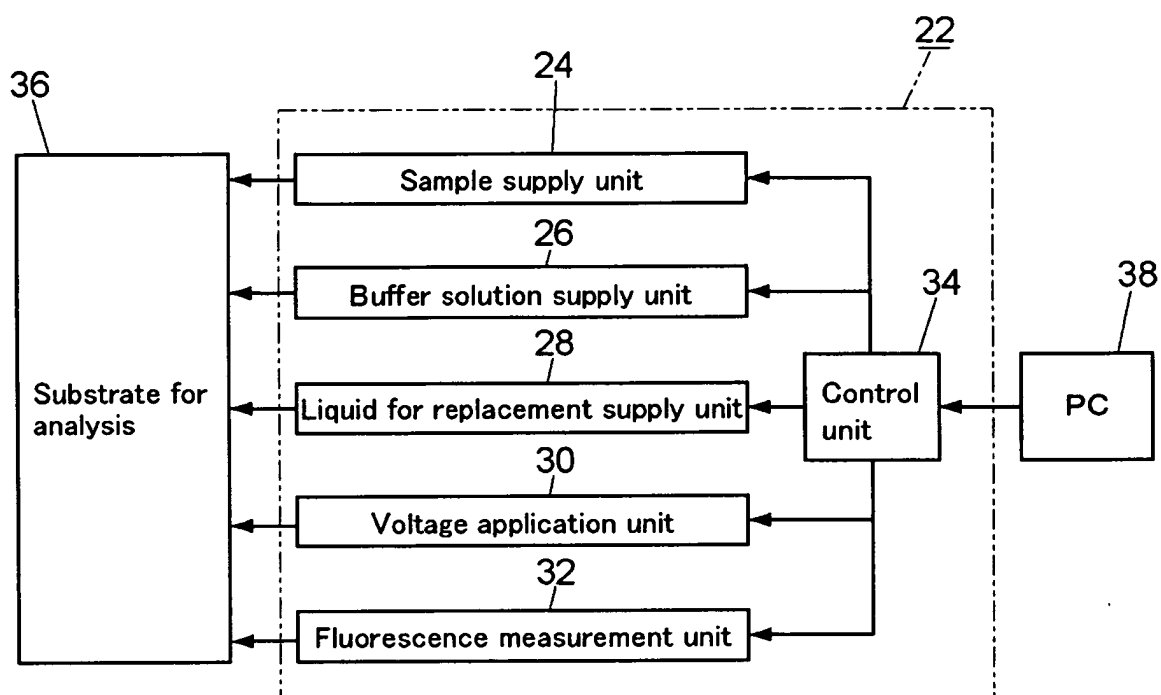 22
24
36
Sample supply unit
26
Buffer solution supply unit
34
38
28
Substrate for
analysis
Liquid for replacement supply unit
Control
unit
PC
30
Voltage application unit
32
Fluorescence measurement unit